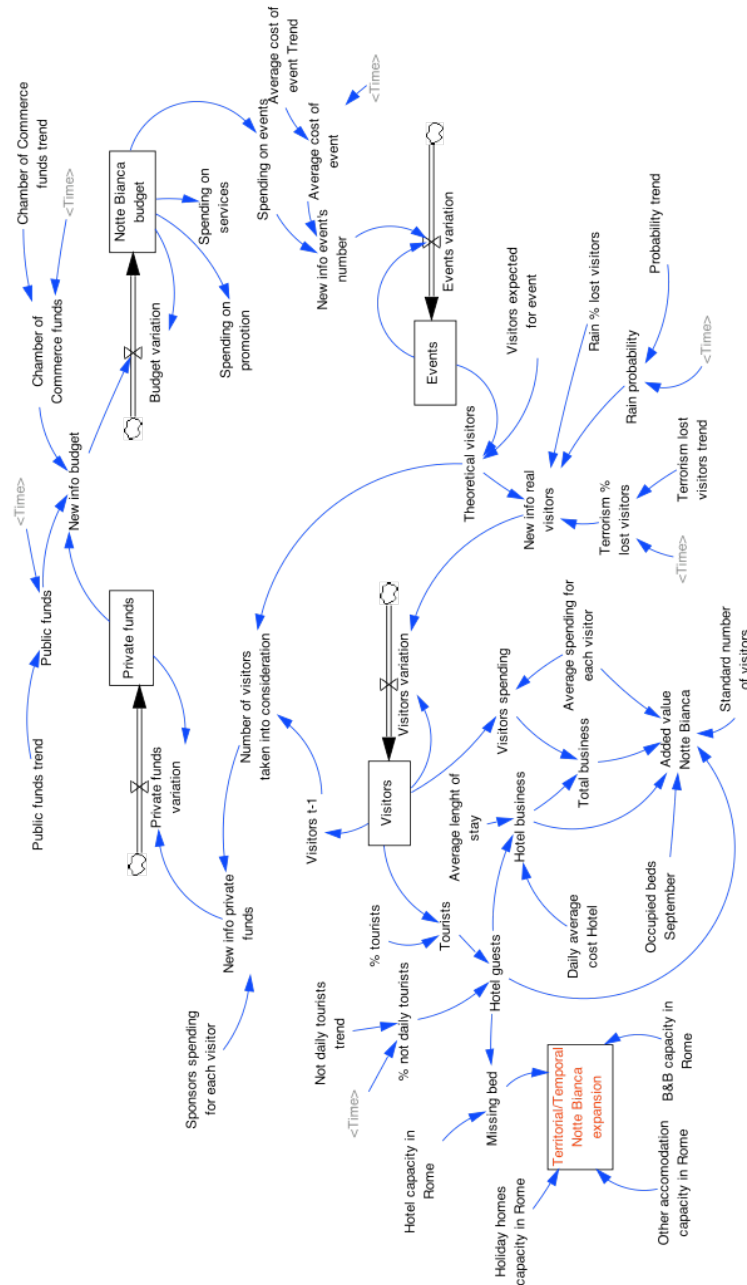 Chamber of Commerce
funds trend
<Time>
Chamber of
Commerce funds
<Time>
Public funds trend
Public funds
New info budget
Notte Bianca
budget
Budget variation
Spending on
services
Spending on
promotion
Spending on events
Average cost of
event Trend
Average cost of
event
<Time>
New info event's
number
Private funds
Private funds
variation
New info private
funds
Sponsors spending
for each visitor
Number of visitors
taken into consideration
Events variation
Events
Theoretical visitors
Visitors expected
for event
Rain % lost visitors
Probability trend
Rain probability
<Time>
New info real
visitors
Terrorism %
lost visitors
Terrorism lost
visitors trend
<Time>
Visitors t-1
Visitors variation
Visitors
Visitors spending
Average spending for
each visitor
% tourists
Tourists
Average lenght of
stay
Hotel business
Total business
Added value
Notte Bianca
Standard number
of visitors
Not daily tourists
trend
<Time>
% not daily tourists
Hotel guests
Daily average
cost Hotel
Occupied beds
September
Hotel capacity in
Rome
Missing bed
Territorial/Temporal
Notte Bianca
expansion
Holiday homes
capacity in Rome
Other accomodation
capacity in Rome
B&B capacity in
Rome